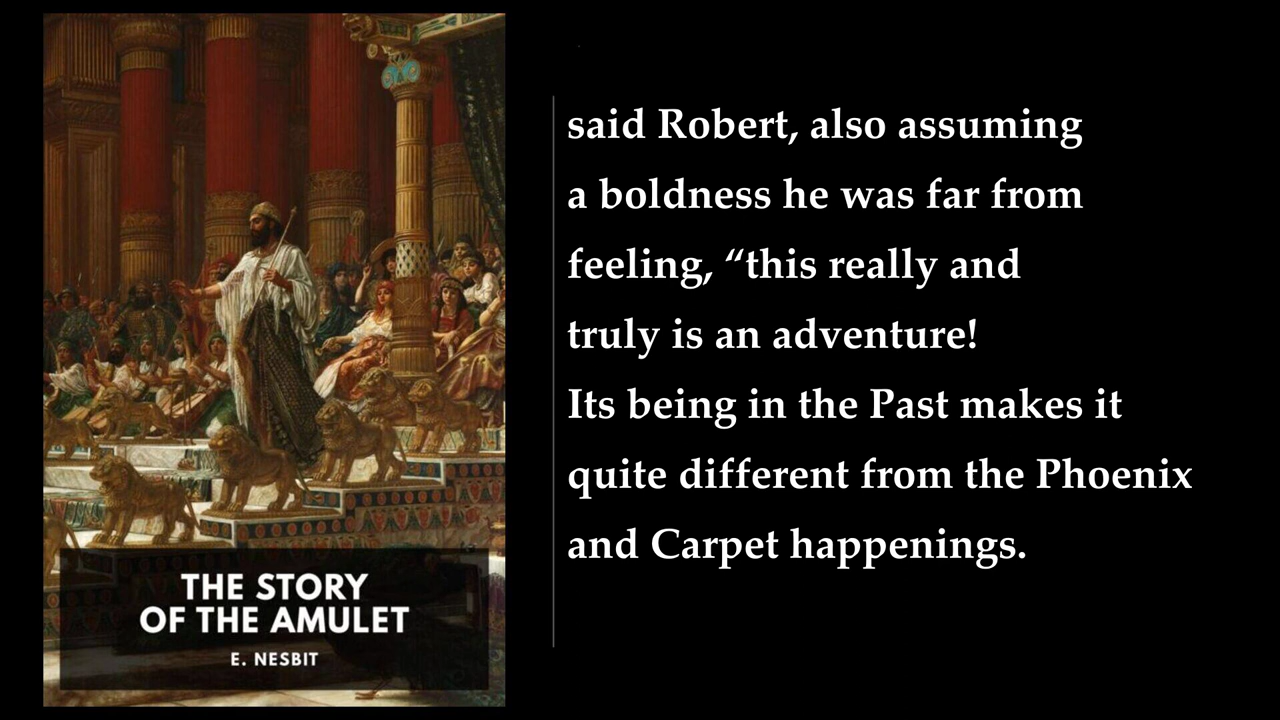 THE STORY
OF THE AMULET
E. NESBIT
said Robert, also assuming
a boldness he was far from
feeling, “this really and
truly is an adventure!
Its being in the Past makes it
quite different from the Phoenix
and Carpet happenings.